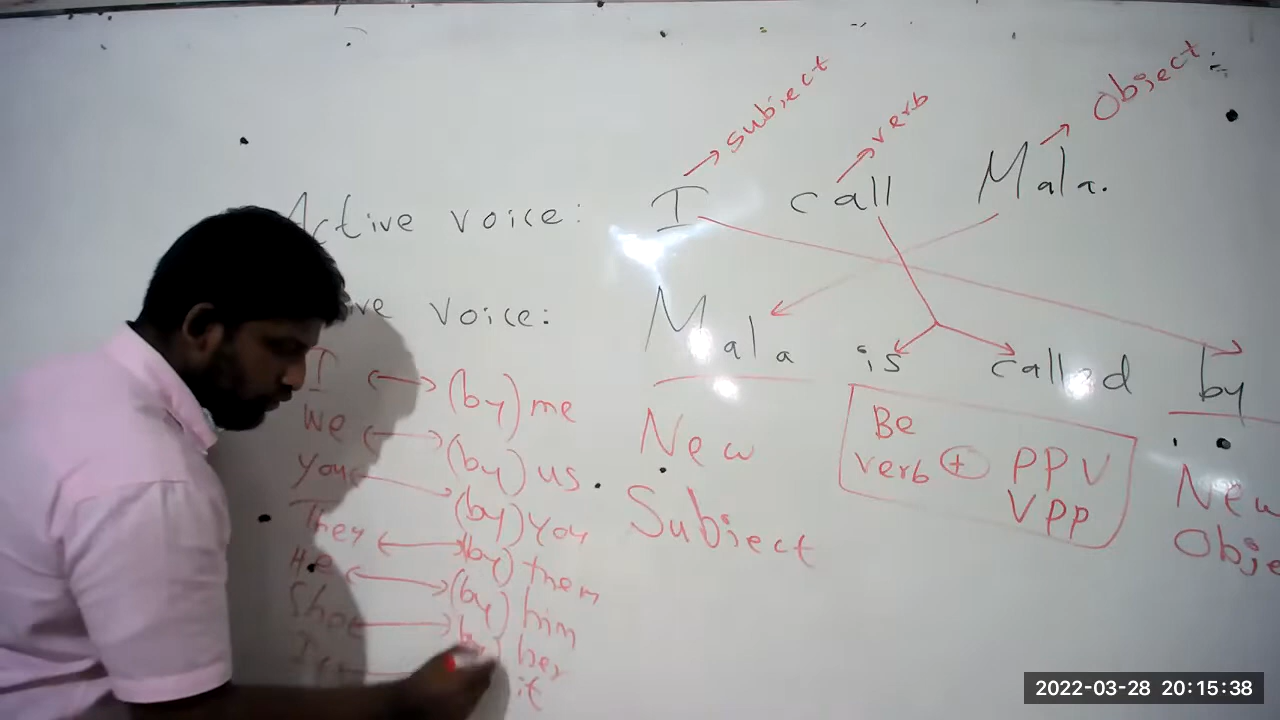 subject verb Object:
Active voice: I call Mala.
ve voice: Mala is called by
I (by) me
We (by) us
You (by) you
They (by) them
He (by) him
She by) her
It it
New
Subject
Be
verb + PPV
VPP
New
Obje
2022-03-28 20:15:38